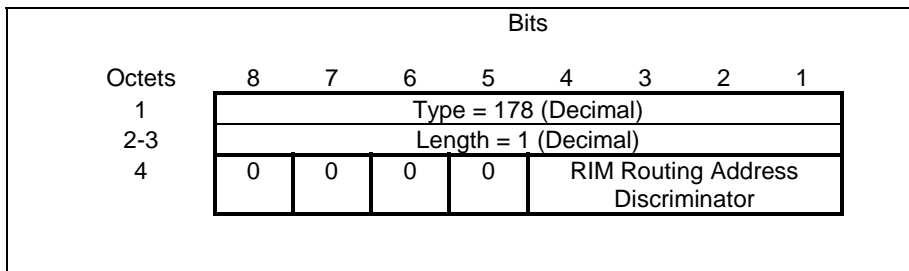 Bits
Octets 8 7 6 5 4 3 2 1
1 Type = 178 (Decimal)
2-3 Length = 1 (Decimal)
4 0 0 0 0 RIM Routing Address
Discriminator